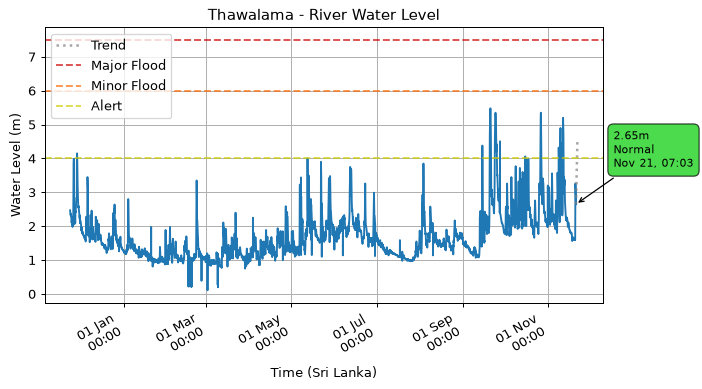 Thawalama - River Water Level
Trend
Major Flood
Minor Flood
Alert
2.65m
Normal
Nov 21, 07:03
Water Level (m)
7
6
5
4
3
2
1
0
01 Jan
00:00
01 Mar
00:00
01 May
00:00
01 Jul
00:00
01 Sep
00:00
01 Nov
00:00
Time (Sri Lanka)